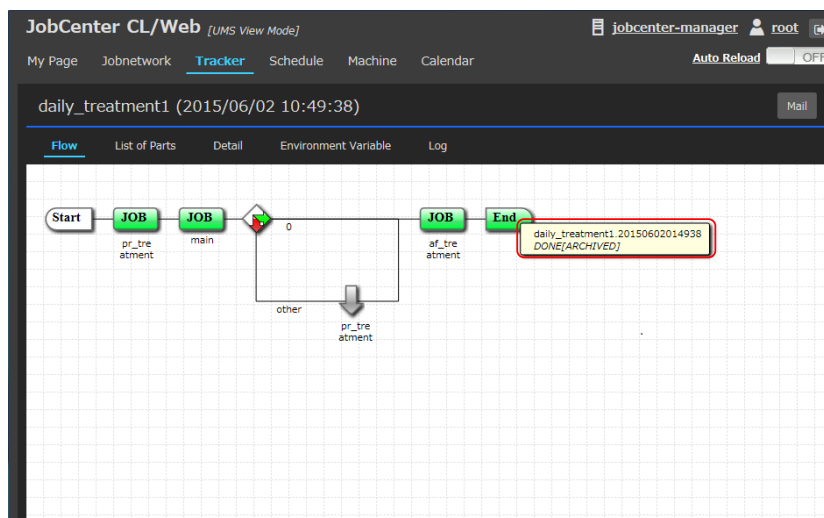 JobCenter CL/Web [UMS View Mode]
jobcenter-manager root
My Page Jobnetwork Tracker Schedule Machine Calendar
Auto Reload OFF
daily_treatment1 (2015/06/02 10:49:38)
Mail
Flow List of Parts Detail Environment Variable Log
Start JOB JOB 0 JOB End
pr_tre
atment
main
af_tre
atment
daily_treatment1.20150602014938
DONE[ARCHIVED]
other
pr_tre
atment